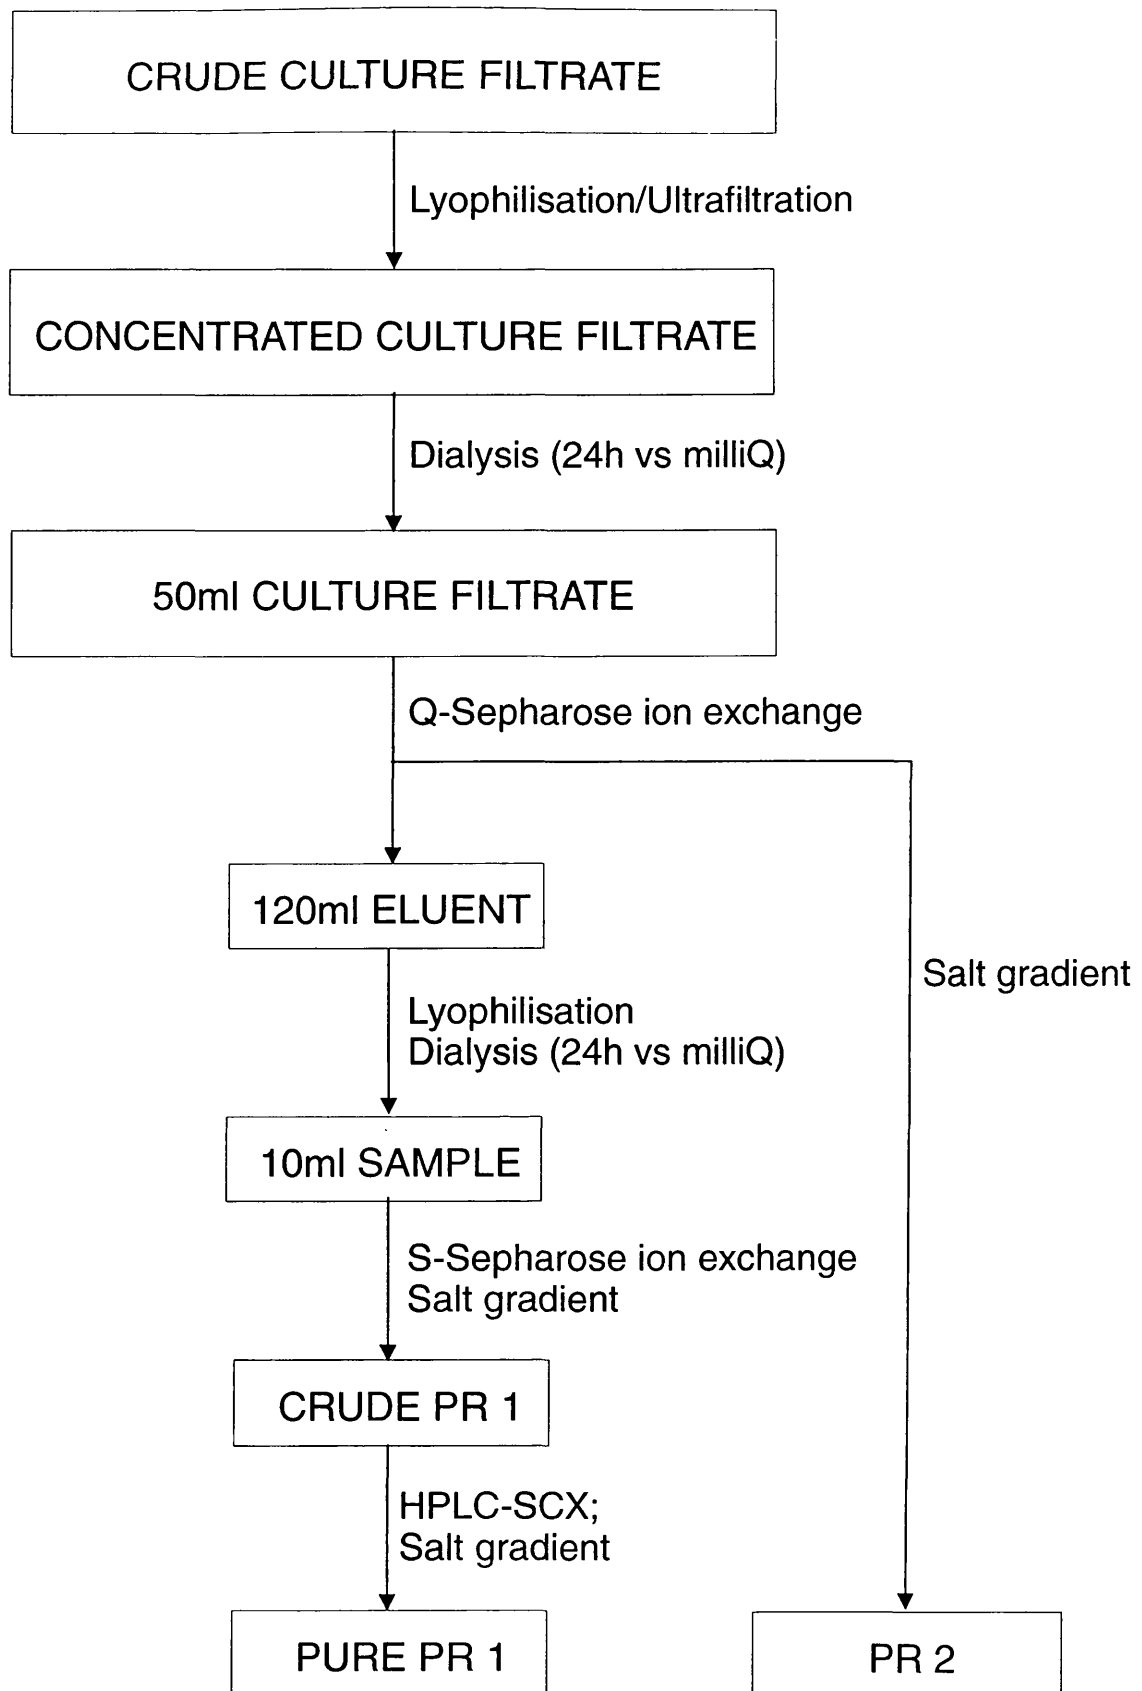 CRUDE CULTURE FILTRATE
Lyophilisation/Ultrafiltration
CONCENTRATED CULTURE FILTRATE
Dialysis (24h vs milliQ)
50ml CULTURE FILTRATE
Q-Sepharose ion exchange
120ml ELUENT
Salt gradient
Lyophilisation
Dialysis (24h vs milliQ)
10ml SAMPLE
S-Sepharose ion exchange
Salt gradient
CRUDE PR 1
HPLC-SCX;
Salt gradient
PURE PR 1
PR 2